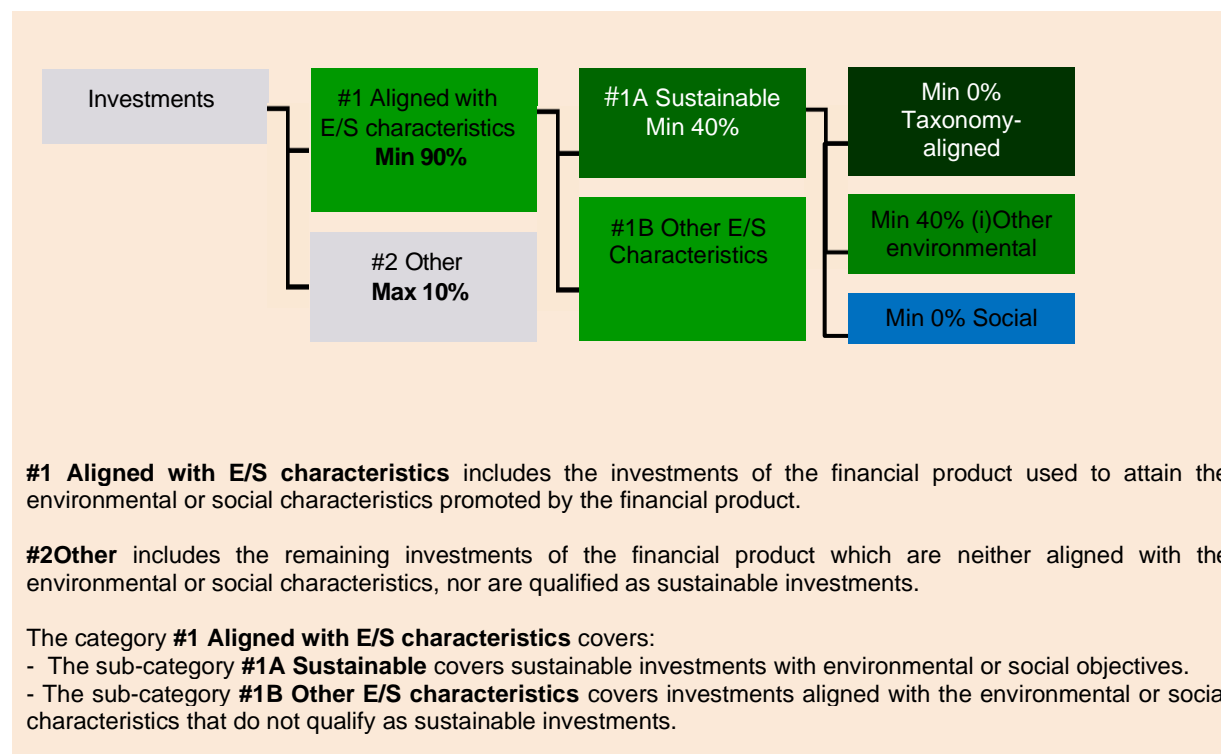 Investments
#1 Aligned with
E/S characteristics
Min 90%
#2 Other
Max 10%
#1A Sustainable
Min 40%
#1B Other E/S
Characteristics
Min 0%
Taxonomy-
aligned
Min 40% (i)Other
environmental
Min 0% Social
#1 Aligned with E/S characteristics includes the investments of the financial product used to attain the
environmental or social characteristics promoted by the financial product.
#2Other includes the remaining investments of the financial product which are neither aligned with the
environmental or social characteristics, nor are qualified as sustainable investments.
The category #1 Aligned with E/S characteristics covers:
- The sub-category #1A Sustainable covers sustainable investments with environmental or social objectives.
- The sub-category #1B Other E/S characteristics covers investments aligned with the environmental or social
characteristics that do not qualify as sustainable investments.